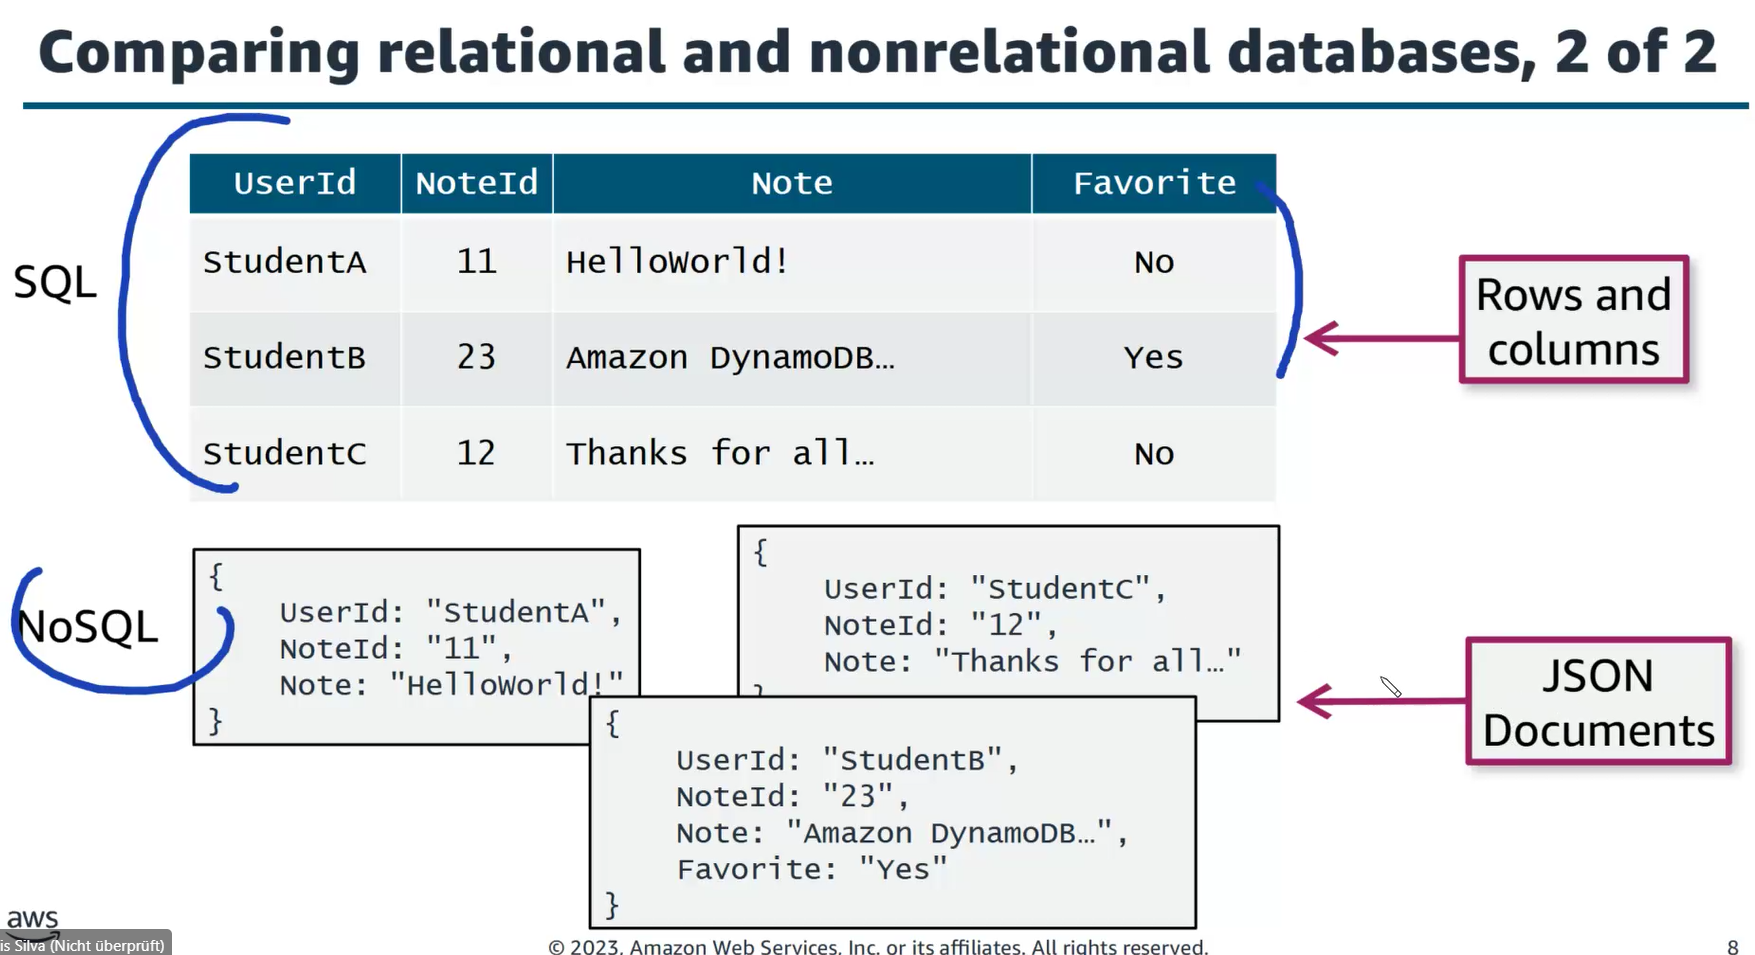 Comparing relational and nonrelational databases, 2 of 2
SQL
UserId NoteId Note Favorite
StudentA 11 HelloWorld! No
StudentB 23 Amazon DynamoDB… Yes
StudentC 12 Thanks for all… No
Rows and
columns
NoSQL
{
UserId: "StudentA",
NoteId: "11",
Note: "HelloWorld!"
}
{
UserId: "StudentC",
NoteId: "12",
Note: "Thanks for all…"
}
{
UserId: "StudentB",
NoteId: "23",
Note: "Amazon DynamoDB…",
Favorite: "Yes"
}
JSON
Documents
aws
is Silva (Nicht überprüft)
© 2023, Amazon Web Services, Inc. or its affiliates. All rights reserved.
8